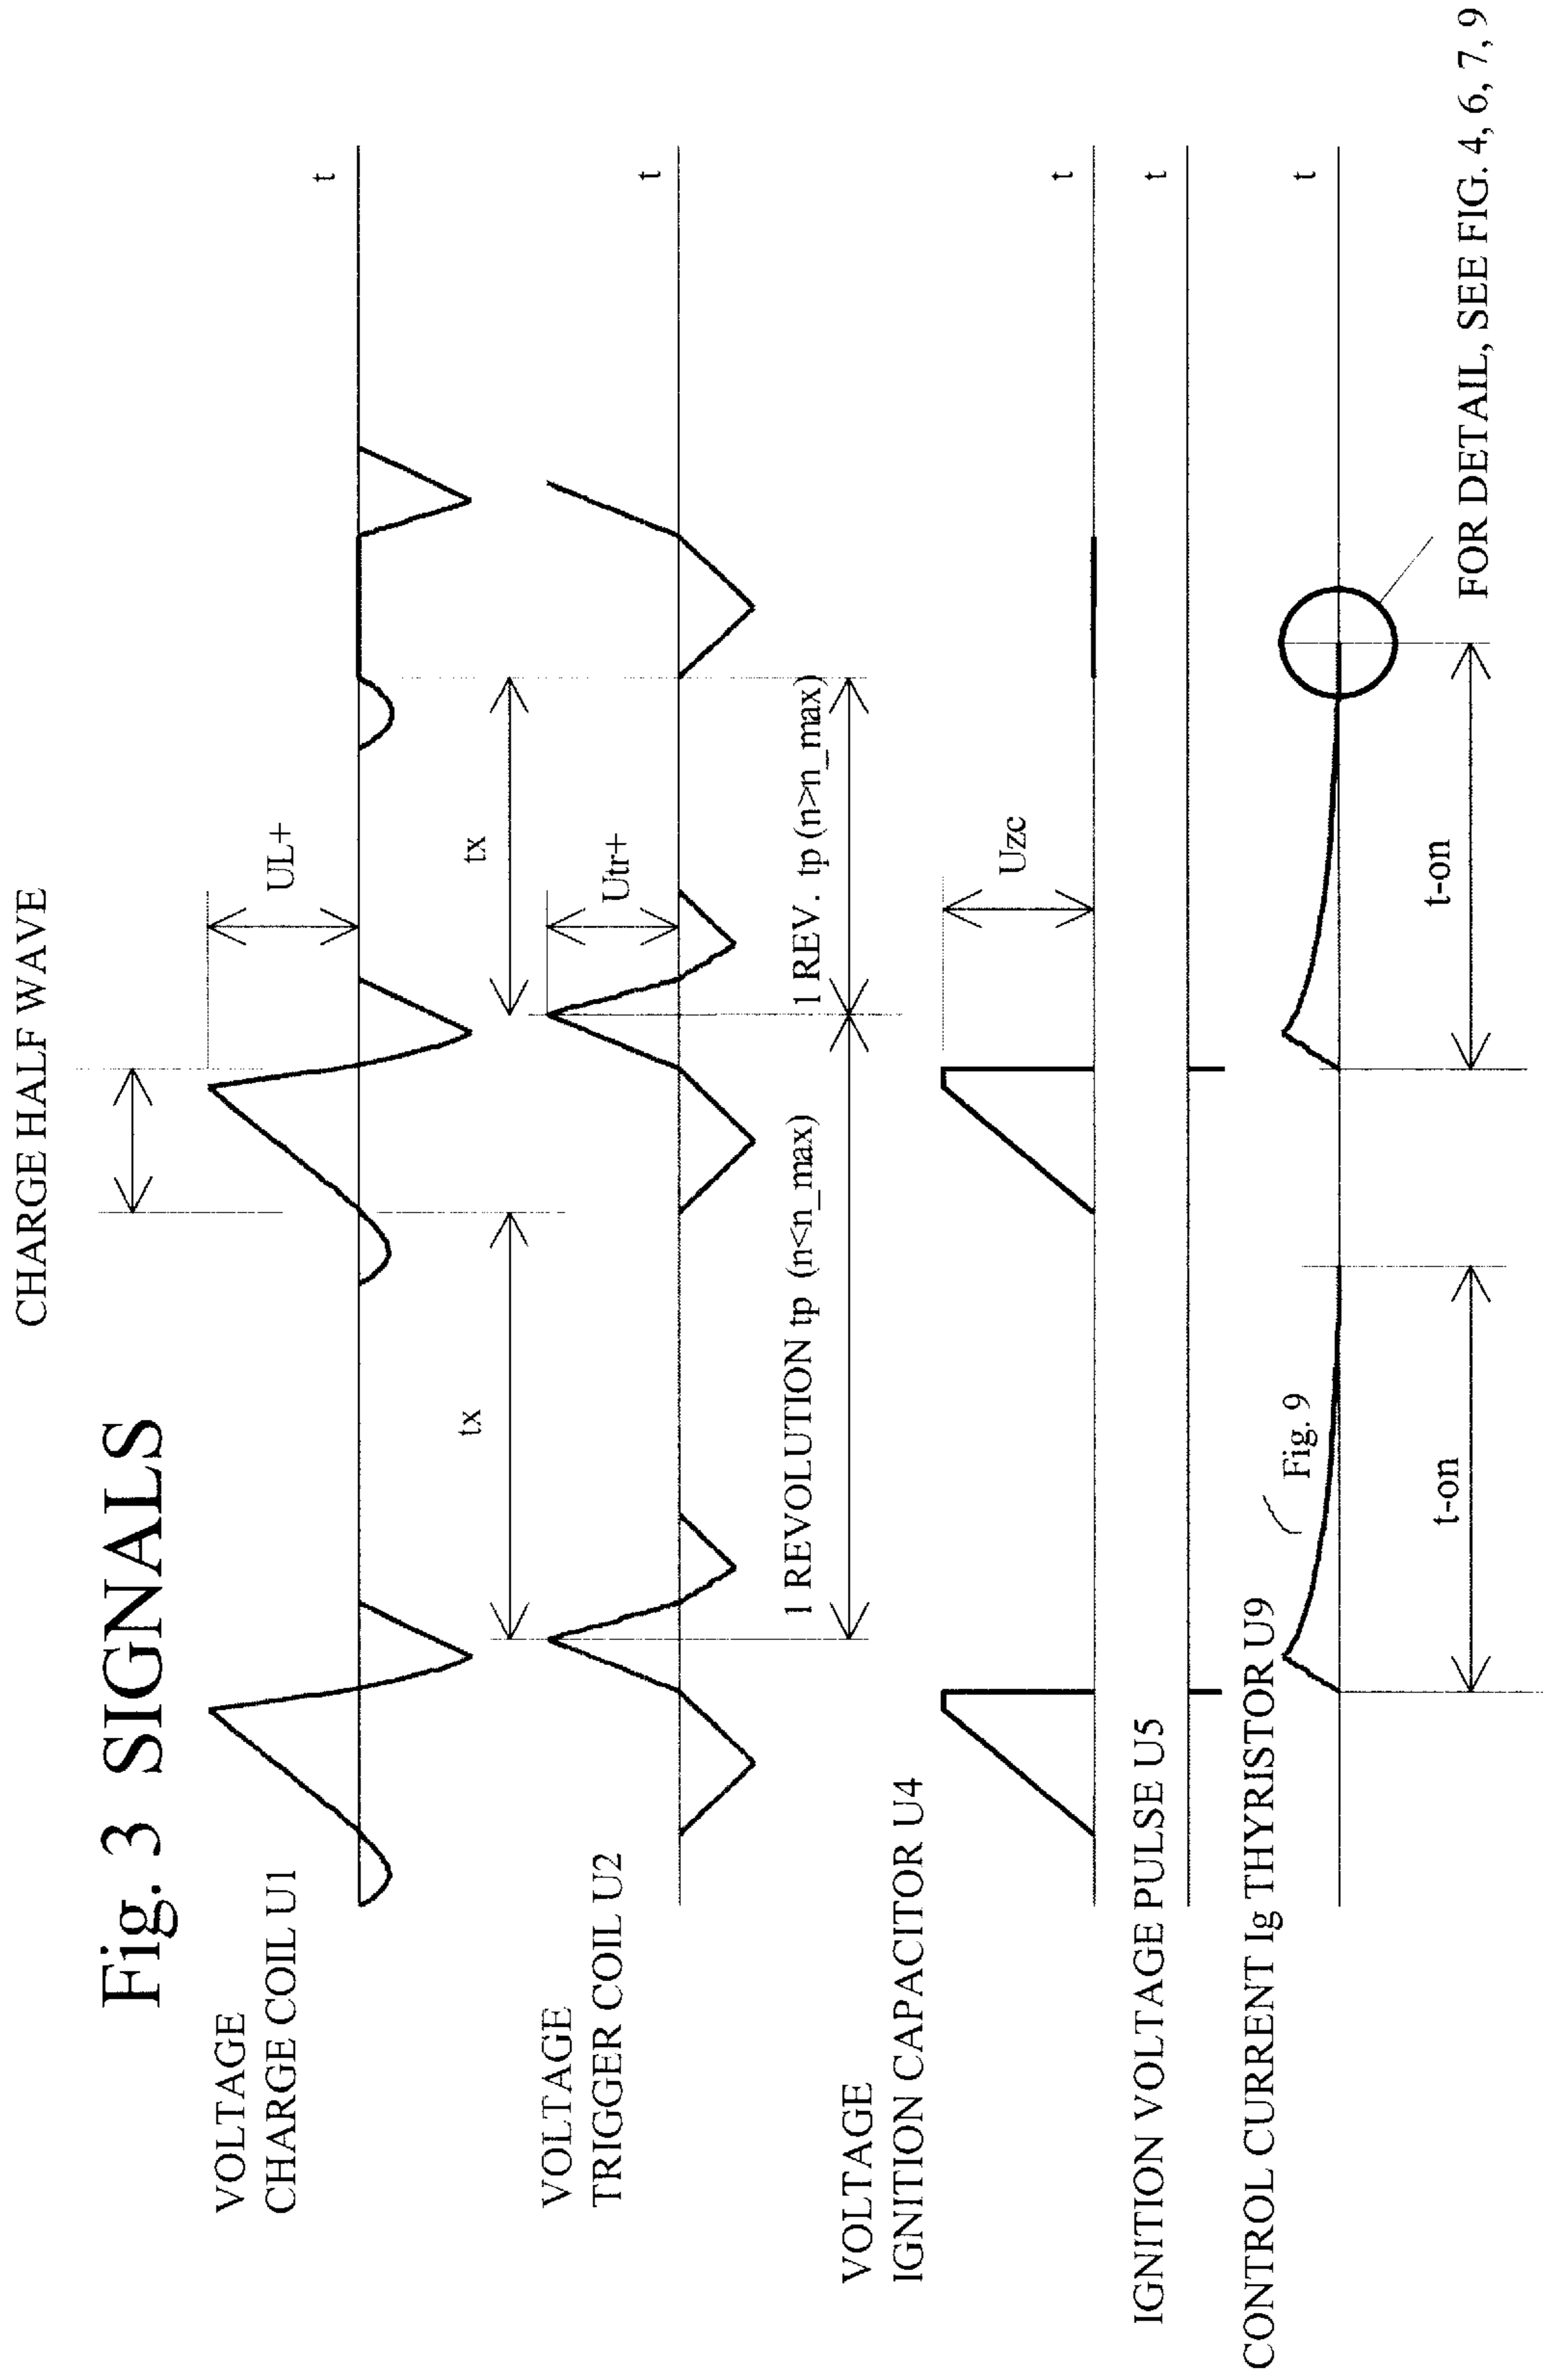 Fig. 3 SIGNALS
CHARGE HALF WAVE
VOLTAGE
CHARGE COIL U1
UL+
t
tx
tx
VOLTAGE
TRIGGER COIL U2
Utr+
t
1 REVOLUTION tp (n<n_max)
1 REV. tp (n>n_max)
VOLTAGE
IGNITION CAPACITOR U4
Uzc
t
IGNITION VOLTAGE PULSE U5
t
CONTROL CURRENT Ig THYRISTOR U9
Fig. 9
t
t-on
t-on
FOR DETAIL, SEE FIG. 4, 6, 7, 9